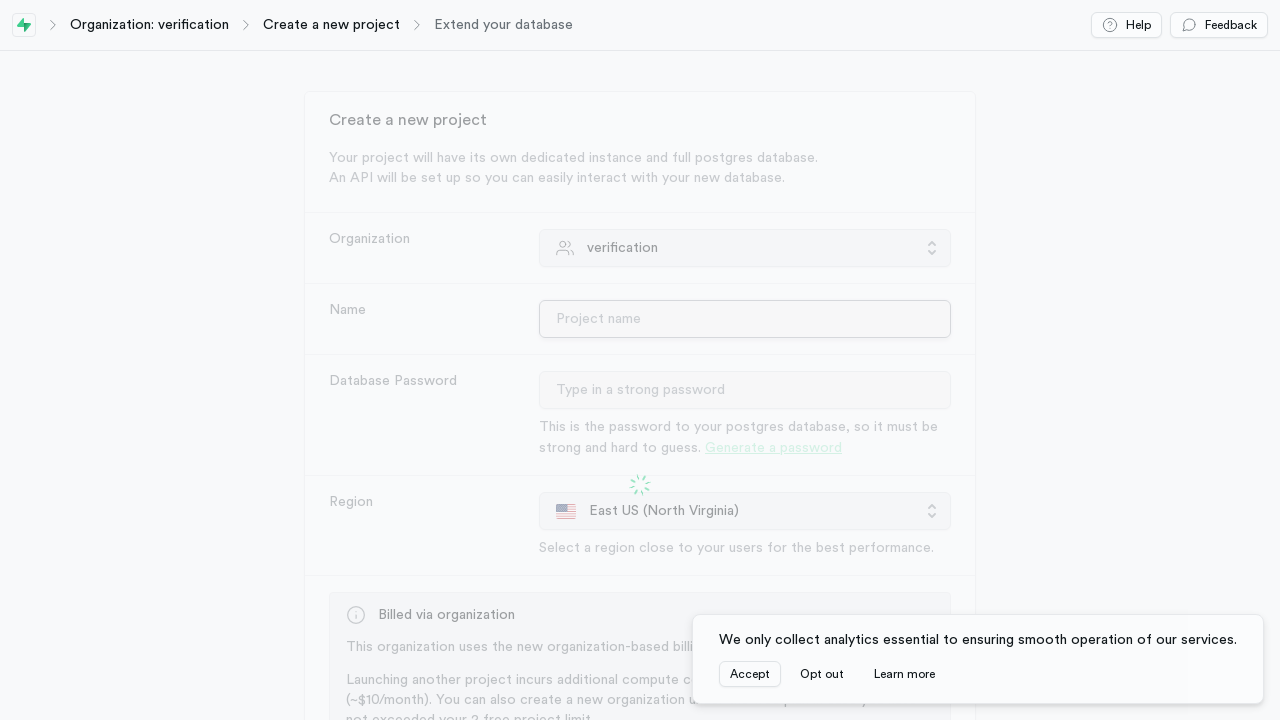 Organization: verification
Create a new project
Extend your database
Help
Feedback
Create a new project
Your project will have its own dedicated instance and full postgres database.
An API will be set up so you can easily interact with your new database.
Organization
verification
Name
Project name
Database Password
Type in a strong password
This is the password to your postgres database, so it must be
strong and hard to guess. Generate a password
Region
East US (North Virginia)
Select a region close to your users for the best performance.
Billed via organization
This organization uses the new organization-based
Launching another project incurs additional compute
(~$10/month). You can also create a new organization
not exceeded your 2 free project limit.
We only collect analytics essential to ensuring smooth operation of our services.
Accept
Opt out
Learn more